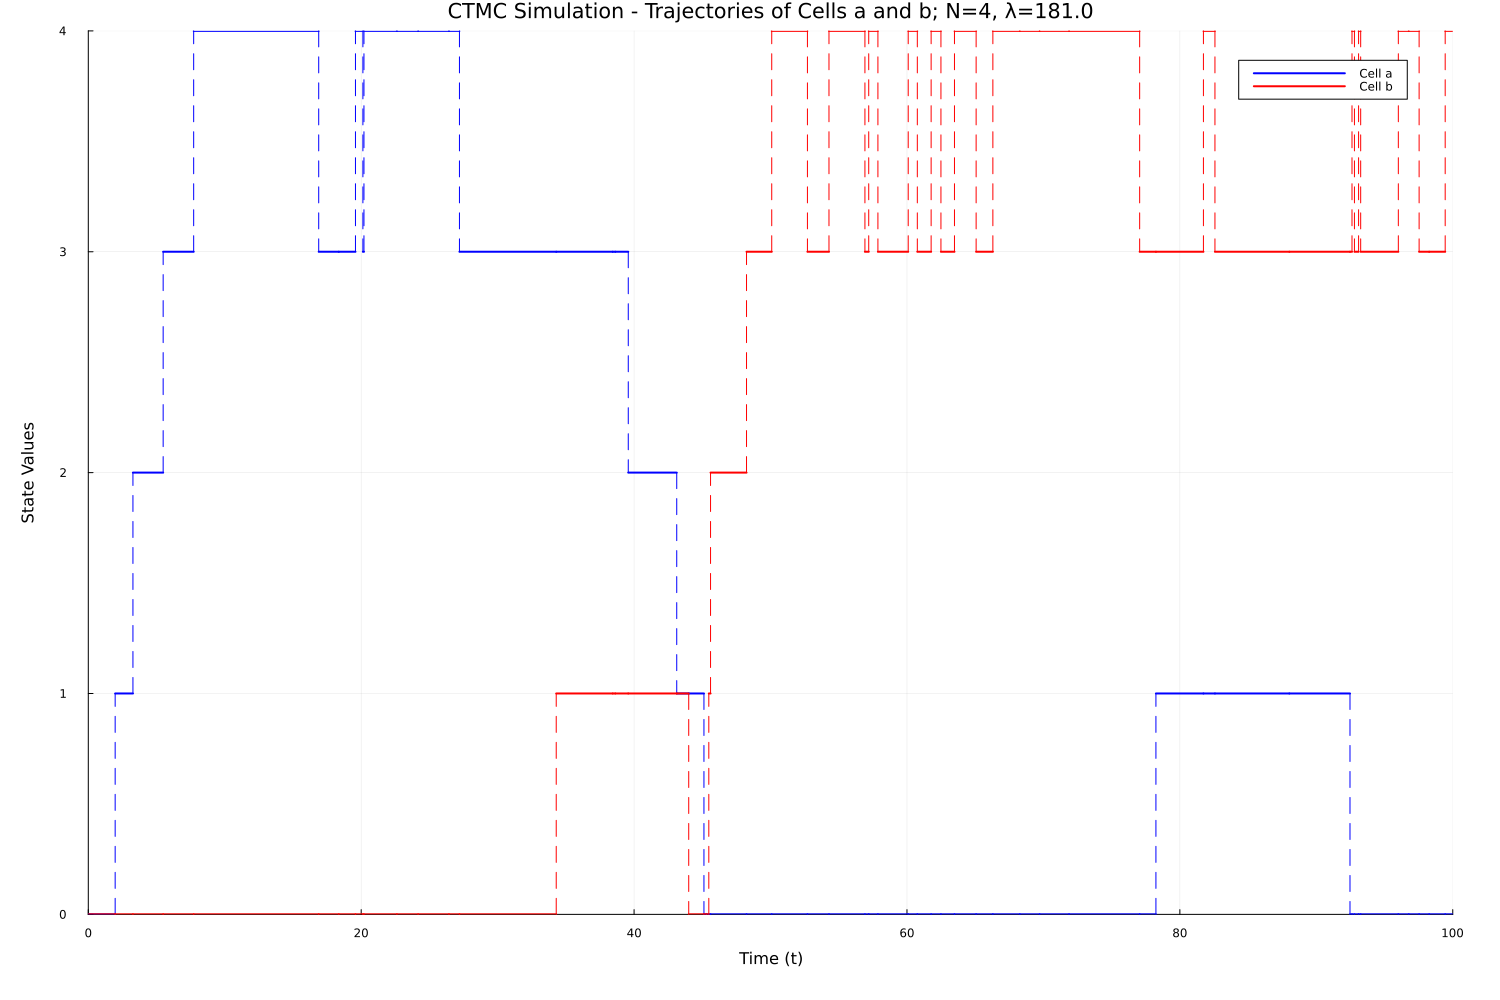 CTMC Simulation - Trajectories of Cells a and b; N=4, λ=181.0
4
Cell a
Cell b
3
State Values
2
1
0
0 20 40 60 80 100
Time (t)